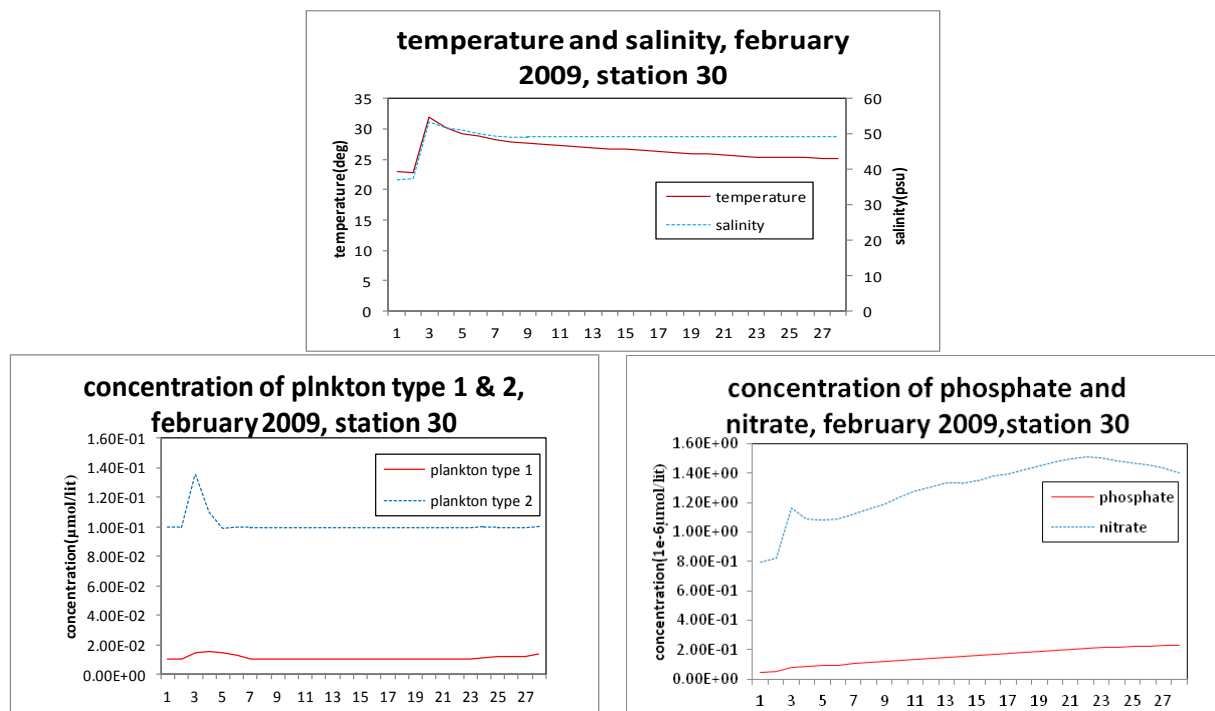 temperature and salinity, february
2009, station 30
35
30
25
20
15
10
5
0
temperature(deg)
60
50
40
30
20
10
0
salinity(psu)
temperature
salinity
1 3 5 7 9 11 13 15 17 19 21 23 25 27
concentration of plnkton type 1 & 2,
february 2009, station 30
1.60E-01
1.40E-01
1.20E-01
1.00E-01
8.00E-02
6.00E-02
4.00E-02
2.00E-02
0.00E+00
concentration(µmol/lit)
plankton type 1
plankton type 2
1 3 5 7 9 11 13 15 17 19 21 23 25 27
concentration of phosphate and
nitrate, february 2009,station 30
1.60E+00
1.40E+00
1.20E+00
1.00E+00
8.00E-01
6.00E-01
4.00E-01
2.00E-01
0.00E+00
concentration(1e-6µmol/lit)
phosphate
nitrate
1 3 5 7 9 11 13 15 17 19 21 23 25 27